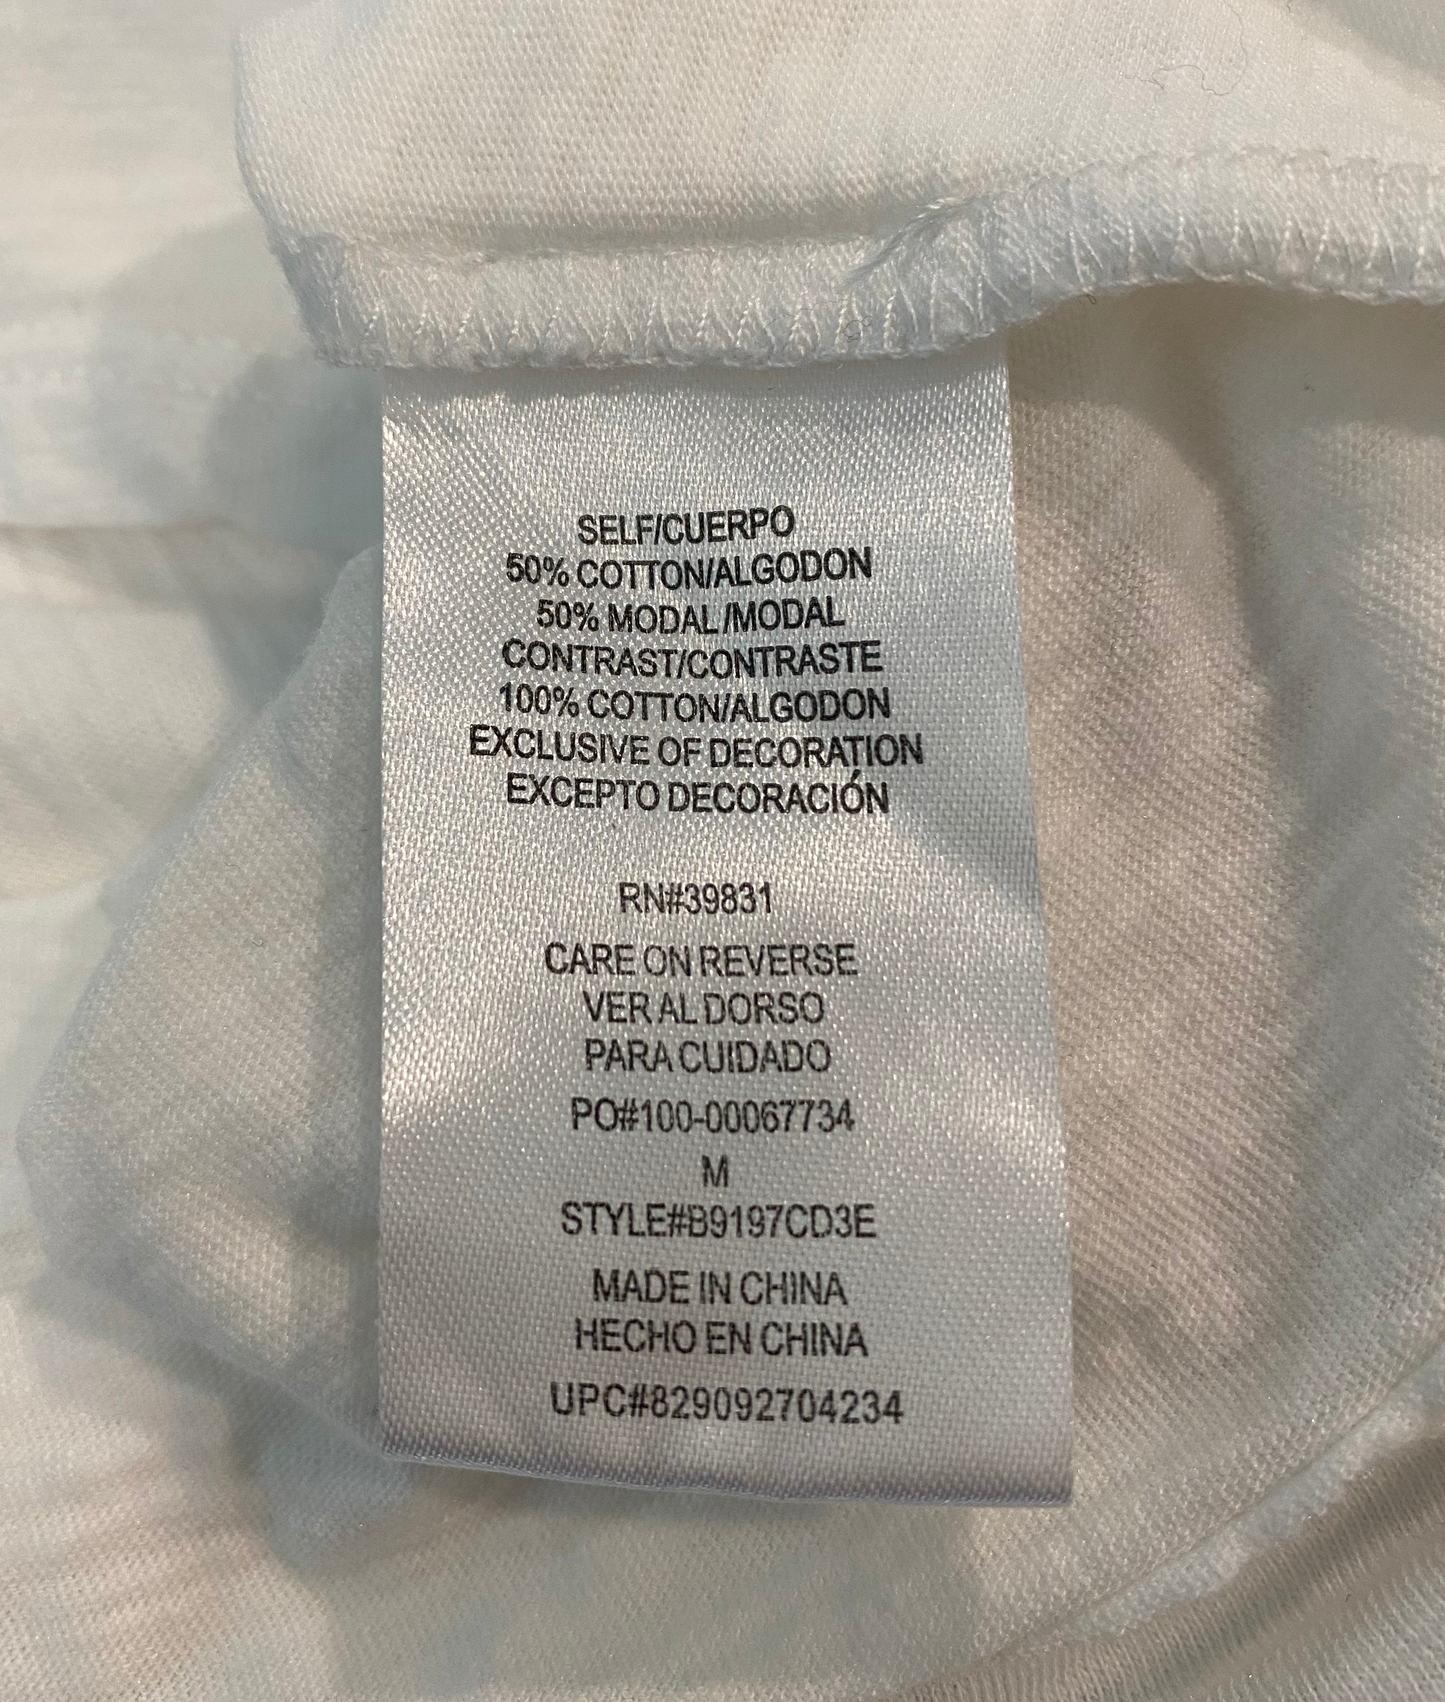 SELF/CUERPO
50% COTTON/ALGODON
50% MODAL/MODAL
CONTRAST/CONTRASTE
100% COTTON/ALGODON
EXCLUSIVE OF DECORATION
EXCEPTO DECORACIÓN
RN#39831
CARE ON REVERSE
VER AL DORSO
PARA CUIDADO
PO#100-00067734
M
STYLE#B9197CD3E
MADE IN CHINA
HECHO EN CHINA
UPC#829092704234